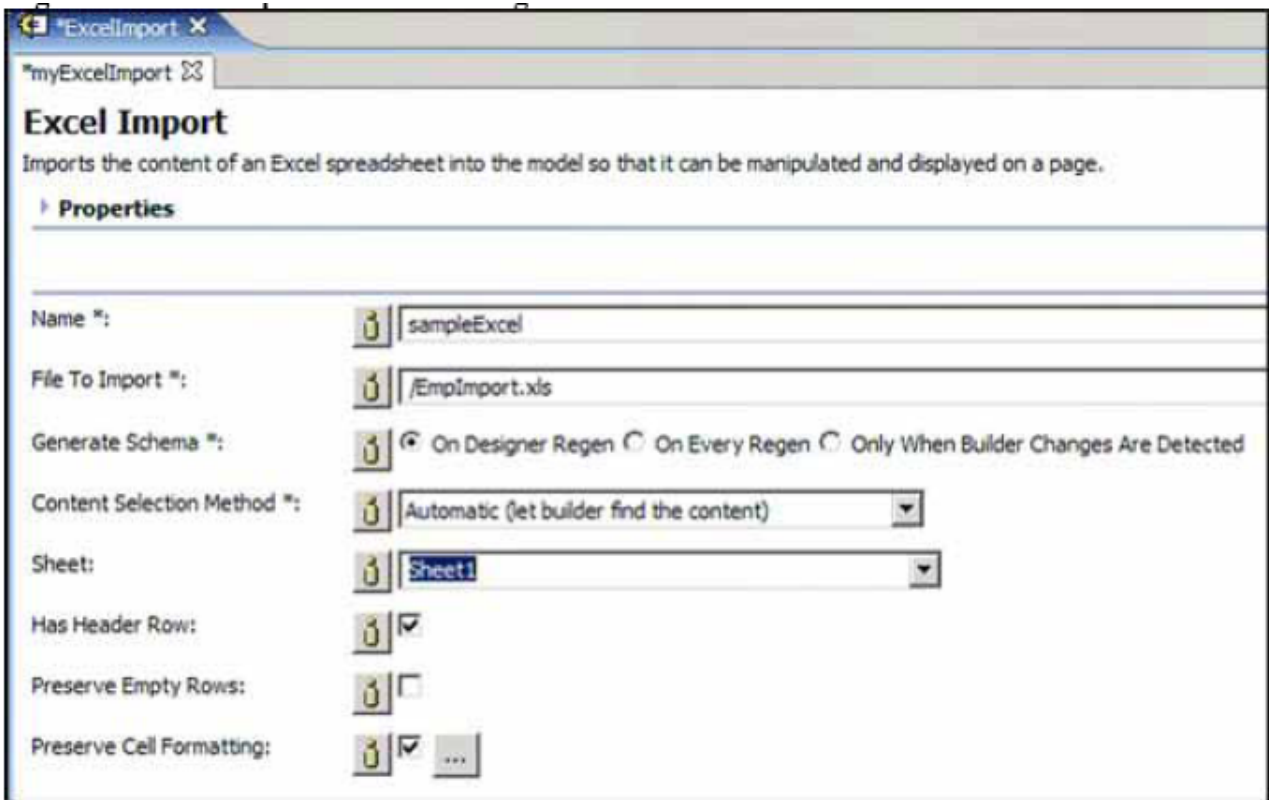 *ExcelImport
*myExcelImport
Excel Import
Imports the content of an Excel spreadsheet into the model so that it can be manipulated and displayed on a page.
Properties
Name *:
sampleExcel
File To Import *:
/EmpImport.xls
Generate Schema *:
On Designer Regen On Every Regen Only When Builder Changes Are Detected
Content Selection Method *:
Automatic (let builder find the content)
Sheet:
Sheet1
Has Header Row:
Preserve Empty Rows:
Preserve Cell Formatting:
...